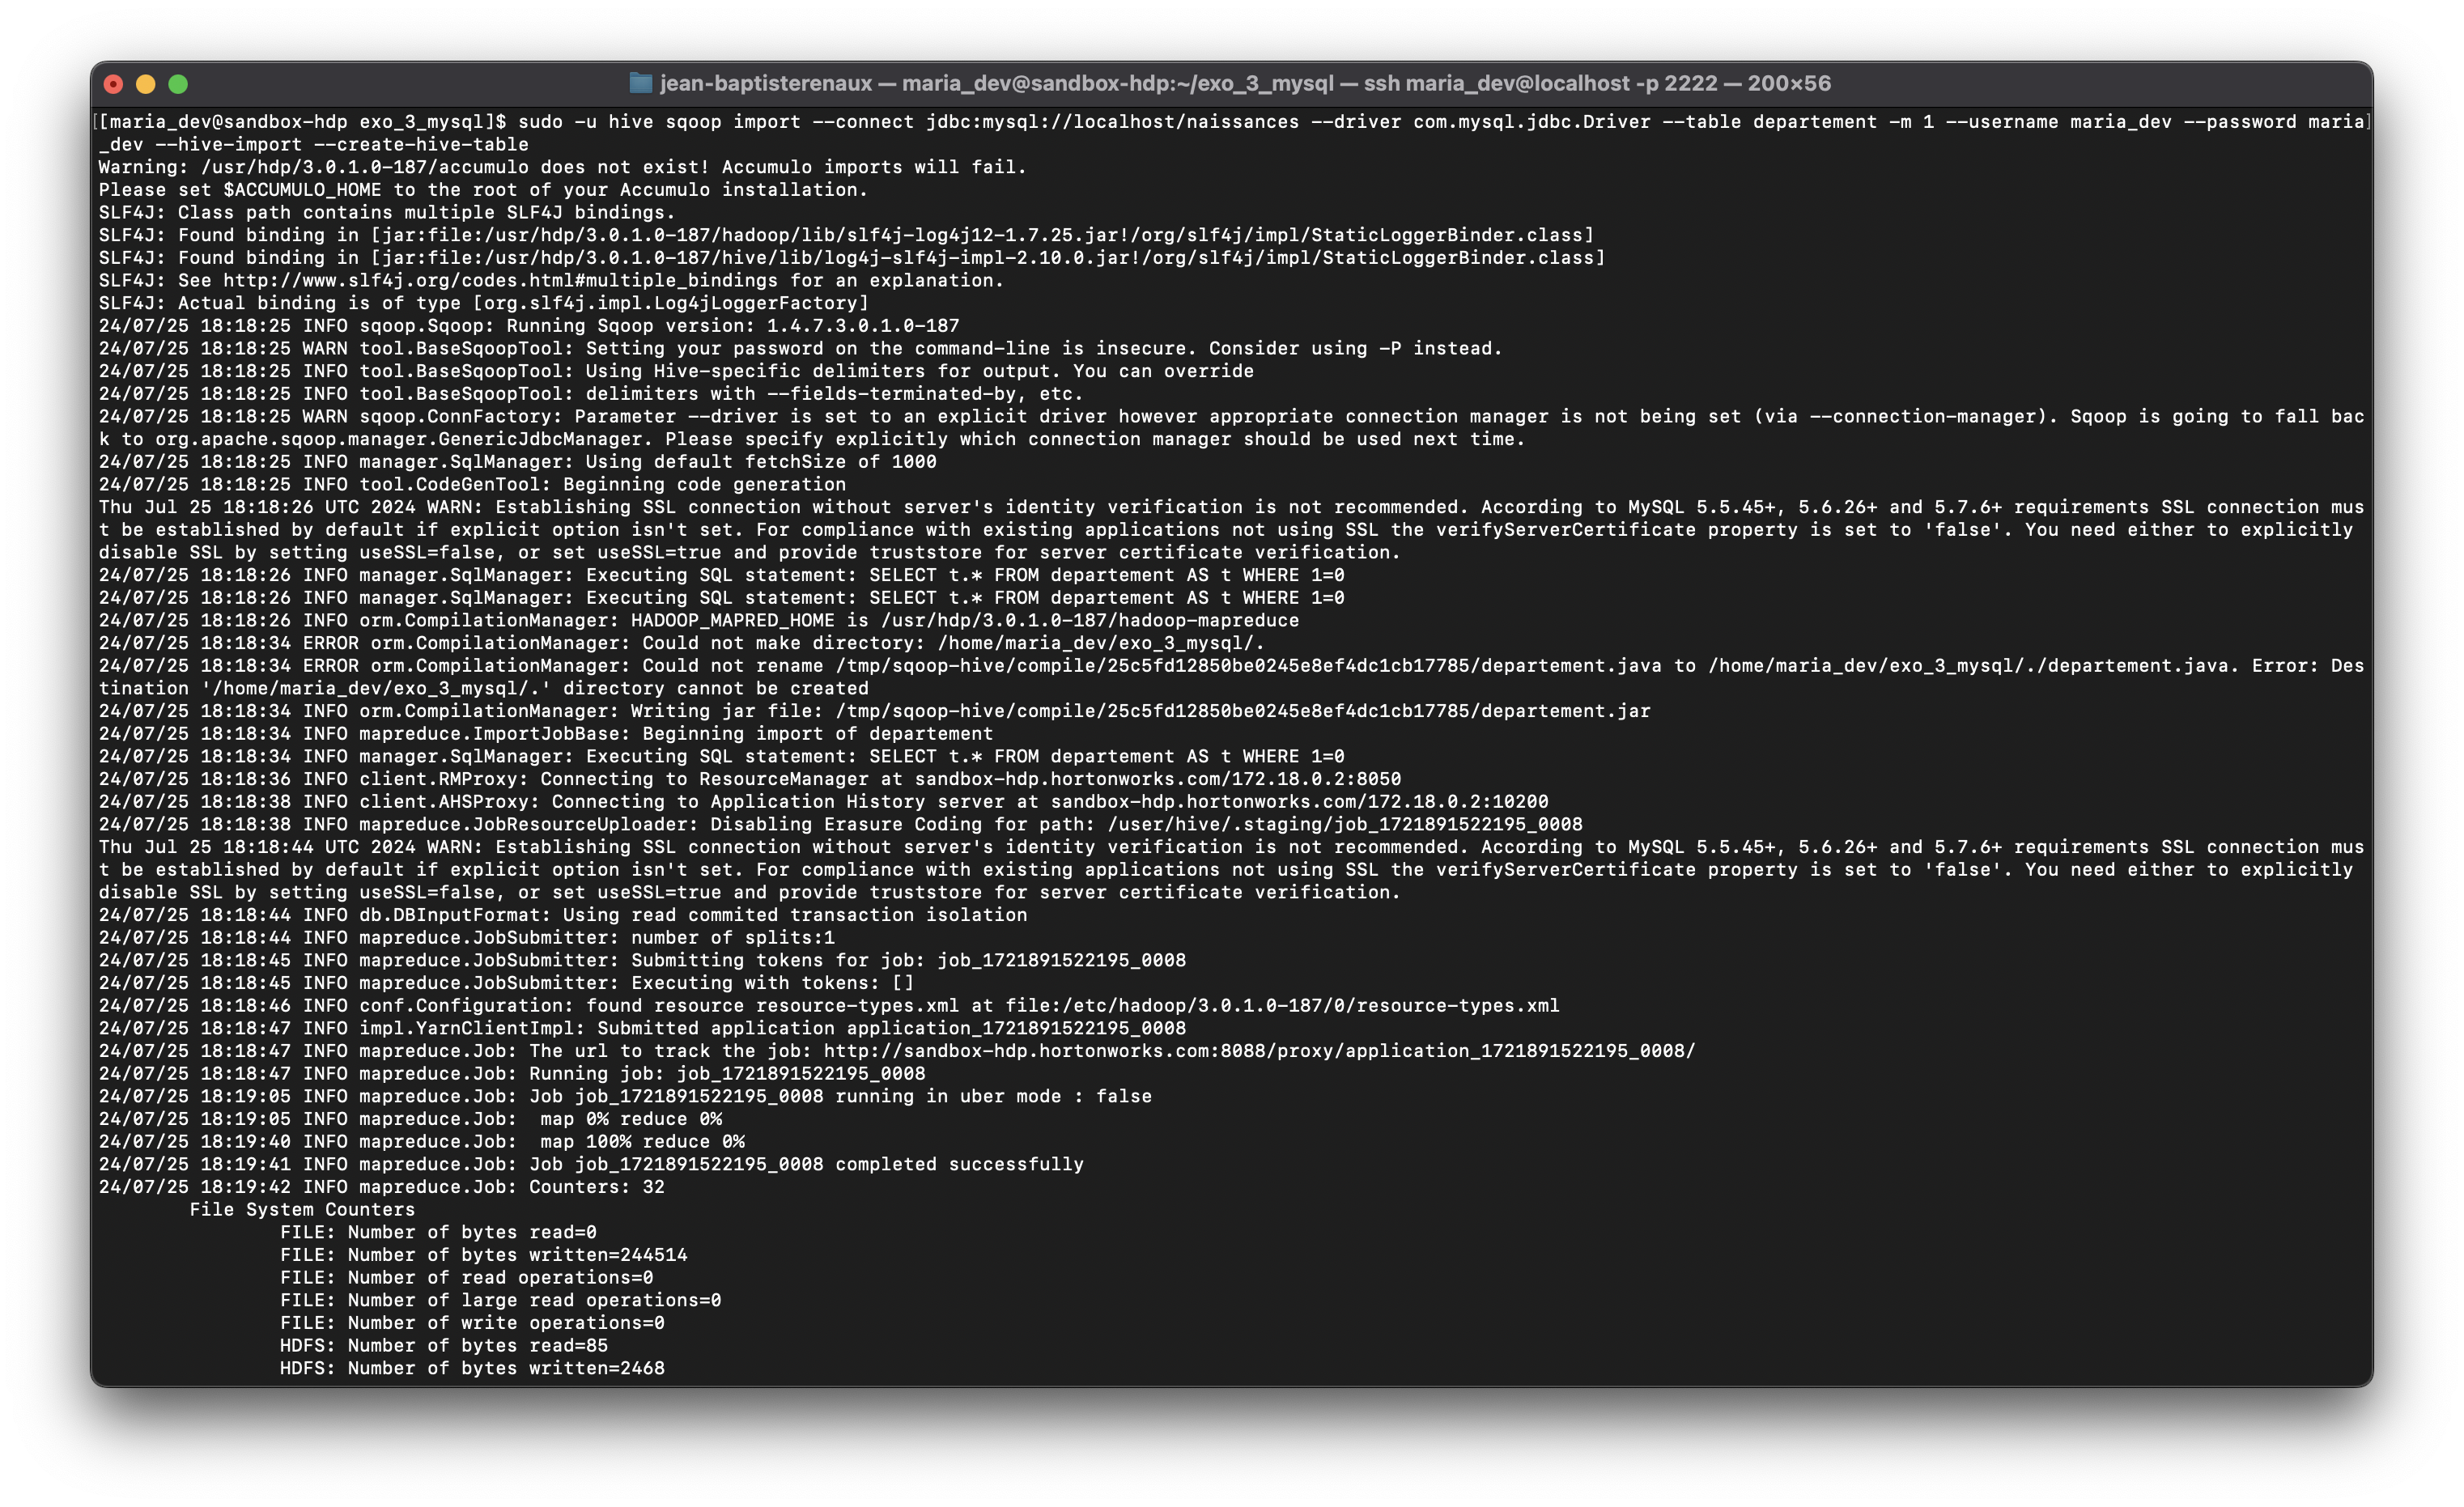 jean-baptisterenaux — maria_dev@sandbox-hdp:~/exo_3_mysql — ssh maria_dev@localhost -p 2222 — 200×56
[[maria_dev@sandbox-hdp exo_3_mysql]$ sudo -u hive sqoop import --connect jdbc:mysql://localhost/naissances --driver com.mysql.jdbc.Driver --table departement -m 1 --username maria_dev --password maria]
_dev --hive-import --create-hive-table
Warning: /usr/hdp/3.0.1.0-187/accumulo does not exist! Accumulo imports will fail.
Please set $ACCUMULO_HOME to the root of your Accumulo installation.
SLF4J: Class path contains multiple SLF4J bindings.
SLF4J: Found binding in [jar:file:/usr/hdp/3.0.1.0-187/hadoop/lib/slf4j-log4j12-1.7.25.jar!/org/slf4j/impl/StaticLoggerBinder.class]
SLF4J: Found binding in [jar:file:/usr/hdp/3.0.1.0-187/hive/lib/log4j-slf4j-impl-2.10.0.jar!/org/slf4j/impl/StaticLoggerBinder.class]
SLF4J: See http://www.slf4j.org/codes.html#multiple_bindings for an explanation.
SLF4J: Actual binding is of type [org.slf4j.impl.Log4jLoggerFactory]
24/07/25 18:18:25 INFO sqoop.Sqoop: Running Sqoop version: 1.4.7.3.0.1.0-187
24/07/25 18:18:25 WARN tool.BaseSqoopTool: Setting your password on the command-line is insecure. Consider using -P instead.
24/07/25 18:18:25 INFO tool.BaseSqoopTool: Using Hive-specific delimiters for output. You can override
24/07/25 18:18:25 INFO tool.BaseSqoopTool: delimiters with --fields-terminated-by, etc.
24/07/25 18:18:25 WARN sqoop.ConnFactory: Parameter --driver is set to an explicit driver however appropriate connection manager is not being set (via --connection-manager). Sqoop is going to fall bac
k to org.apache.sqoop.manager.GenericJdbcManager. Please specify explicitly which connection manager should be used next time.
24/07/25 18:18:25 INFO manager.SqlManager: Using default fetchSize of 1000
24/07/25 18:18:25 INFO tool.CodeGenTool: Beginning code generation
Thu Jul 25 18:18:26 UTC 2024 WARN: Establishing SSL connection without server's identity verification is not recommended. According to MySQL 5.5.45+, 5.6.26+ and 5.7.6+ requirements SSL connection mus
t be established by default if explicit option isn't set. For compliance with existing applications not using SSL the verifyServerCertificate property is set to 'false'. You need either to explicitly
disable SSL by setting useSSL=false, or set useSSL=true and provide truststore for server certificate verification.
24/07/25 18:18:26 INFO manager.SqlManager: Executing SQL statement: SELECT t.* FROM departement AS t WHERE 1=0
24/07/25 18:18:26 INFO manager.SqlManager: Executing SQL statement: SELECT t.* FROM departement AS t WHERE 1=0
24/07/25 18:18:26 INFO orm.CompilationManager: HADOOP_MAPRED_HOME is /usr/hdp/3.0.1.0-187/hadoop-mapreduce
24/07/25 18:18:34 ERROR orm.CompilationManager: Could not make directory: /home/maria_dev/exo_3_mysql/.
24/07/25 18:18:34 ERROR orm.CompilationManager: Could not rename /tmp/sqoop-hive/compile/25c5fd12850be0245e8ef4dc1cb17785/departement.java to /home/maria_dev/exo_3_mysql/./departement.java. Error: Des
tination '/home/maria_dev/exo_3_mysql/.' directory cannot be created
24/07/25 18:18:34 INFO orm.CompilationManager: Writing jar file: /tmp/sqoop-hive/compile/25c5fd12850be0245e8ef4dc1cb17785/departement.jar
24/07/25 18:18:34 INFO mapreduce.ImportJobBase: Beginning import of departement
24/07/25 18:18:34 INFO manager.SqlManager: Executing SQL statement: SELECT t.* FROM departement AS t WHERE 1=0
24/07/25 18:18:36 INFO client.RMProxy: Connecting to ResourceManager at sandbox-hdp.hortonworks.com/172.18.0.2:8050
24/07/25 18:18:38 INFO client.AHSProxy: Connecting to Application History server at sandbox-hdp.hortonworks.com/172.18.0.2:10200
24/07/25 18:18:38 INFO mapreduce.JobResourceUploader: Disabling Erasure Coding for path: /user/hive/.staging/job_1721891522195_0008
Thu Jul 25 18:18:44 UTC 2024 WARN: Establishing SSL connection without server's identity verification is not recommended. According to MySQL 5.5.45+, 5.6.26+ and 5.7.6+ requirements SSL connection mus
t be established by default if explicit option isn't set. For compliance with existing applications not using SSL the verifyServerCertificate property is set to 'false'. You need either to explicitly
disable SSL by setting useSSL=false, or set useSSL=true and provide truststore for server certificate verification.
24/07/25 18:18:44 INFO db.DBInputFormat: Using read commited transaction isolation
24/07/25 18:18:44 INFO mapreduce.JobSubmitter: number of splits:1
24/07/25 18:18:45 INFO mapreduce.JobSubmitter: Submitting tokens for job: job_1721891522195_0008
24/07/25 18:18:45 INFO mapreduce.JobSubmitter: Executing with tokens: []
24/07/25 18:18:46 INFO conf.Configuration: found resource resource-types.xml at file:/etc/hadoop/3.0.1.0-187/0/resource-types.xml
24/07/25 18:18:47 INFO impl.YarnClientImpl: Submitted application application_1721891522195_0008
24/07/25 18:18:47 INFO mapreduce.Job: The url to track the job: http://sandbox-hdp.hortonworks.com:8088/proxy/application_1721891522195_0008/
24/07/25 18:18:47 INFO mapreduce.Job: Running job: job_1721891522195_0008
24/07/25 18:19:05 INFO mapreduce.Job: Job job_1721891522195_0008 running in uber mode : false
24/07/25 18:19:05 INFO mapreduce.Job:  map 0% reduce 0%
24/07/25 18:19:40 INFO mapreduce.Job:  map 100% reduce 0%
24/07/25 18:19:41 INFO mapreduce.Job: Job job_1721891522195_0008 completed successfully
24/07/25 18:19:42 INFO mapreduce.Job: Counters: 32
File System Counters
FILE: Number of bytes read=0
FILE: Number of bytes written=244514
FILE: Number of read operations=0
FILE: Number of large read operations=0
FILE: Number of write operations=0
HDFS: Number of bytes read=85
HDFS: Number of bytes written=2468